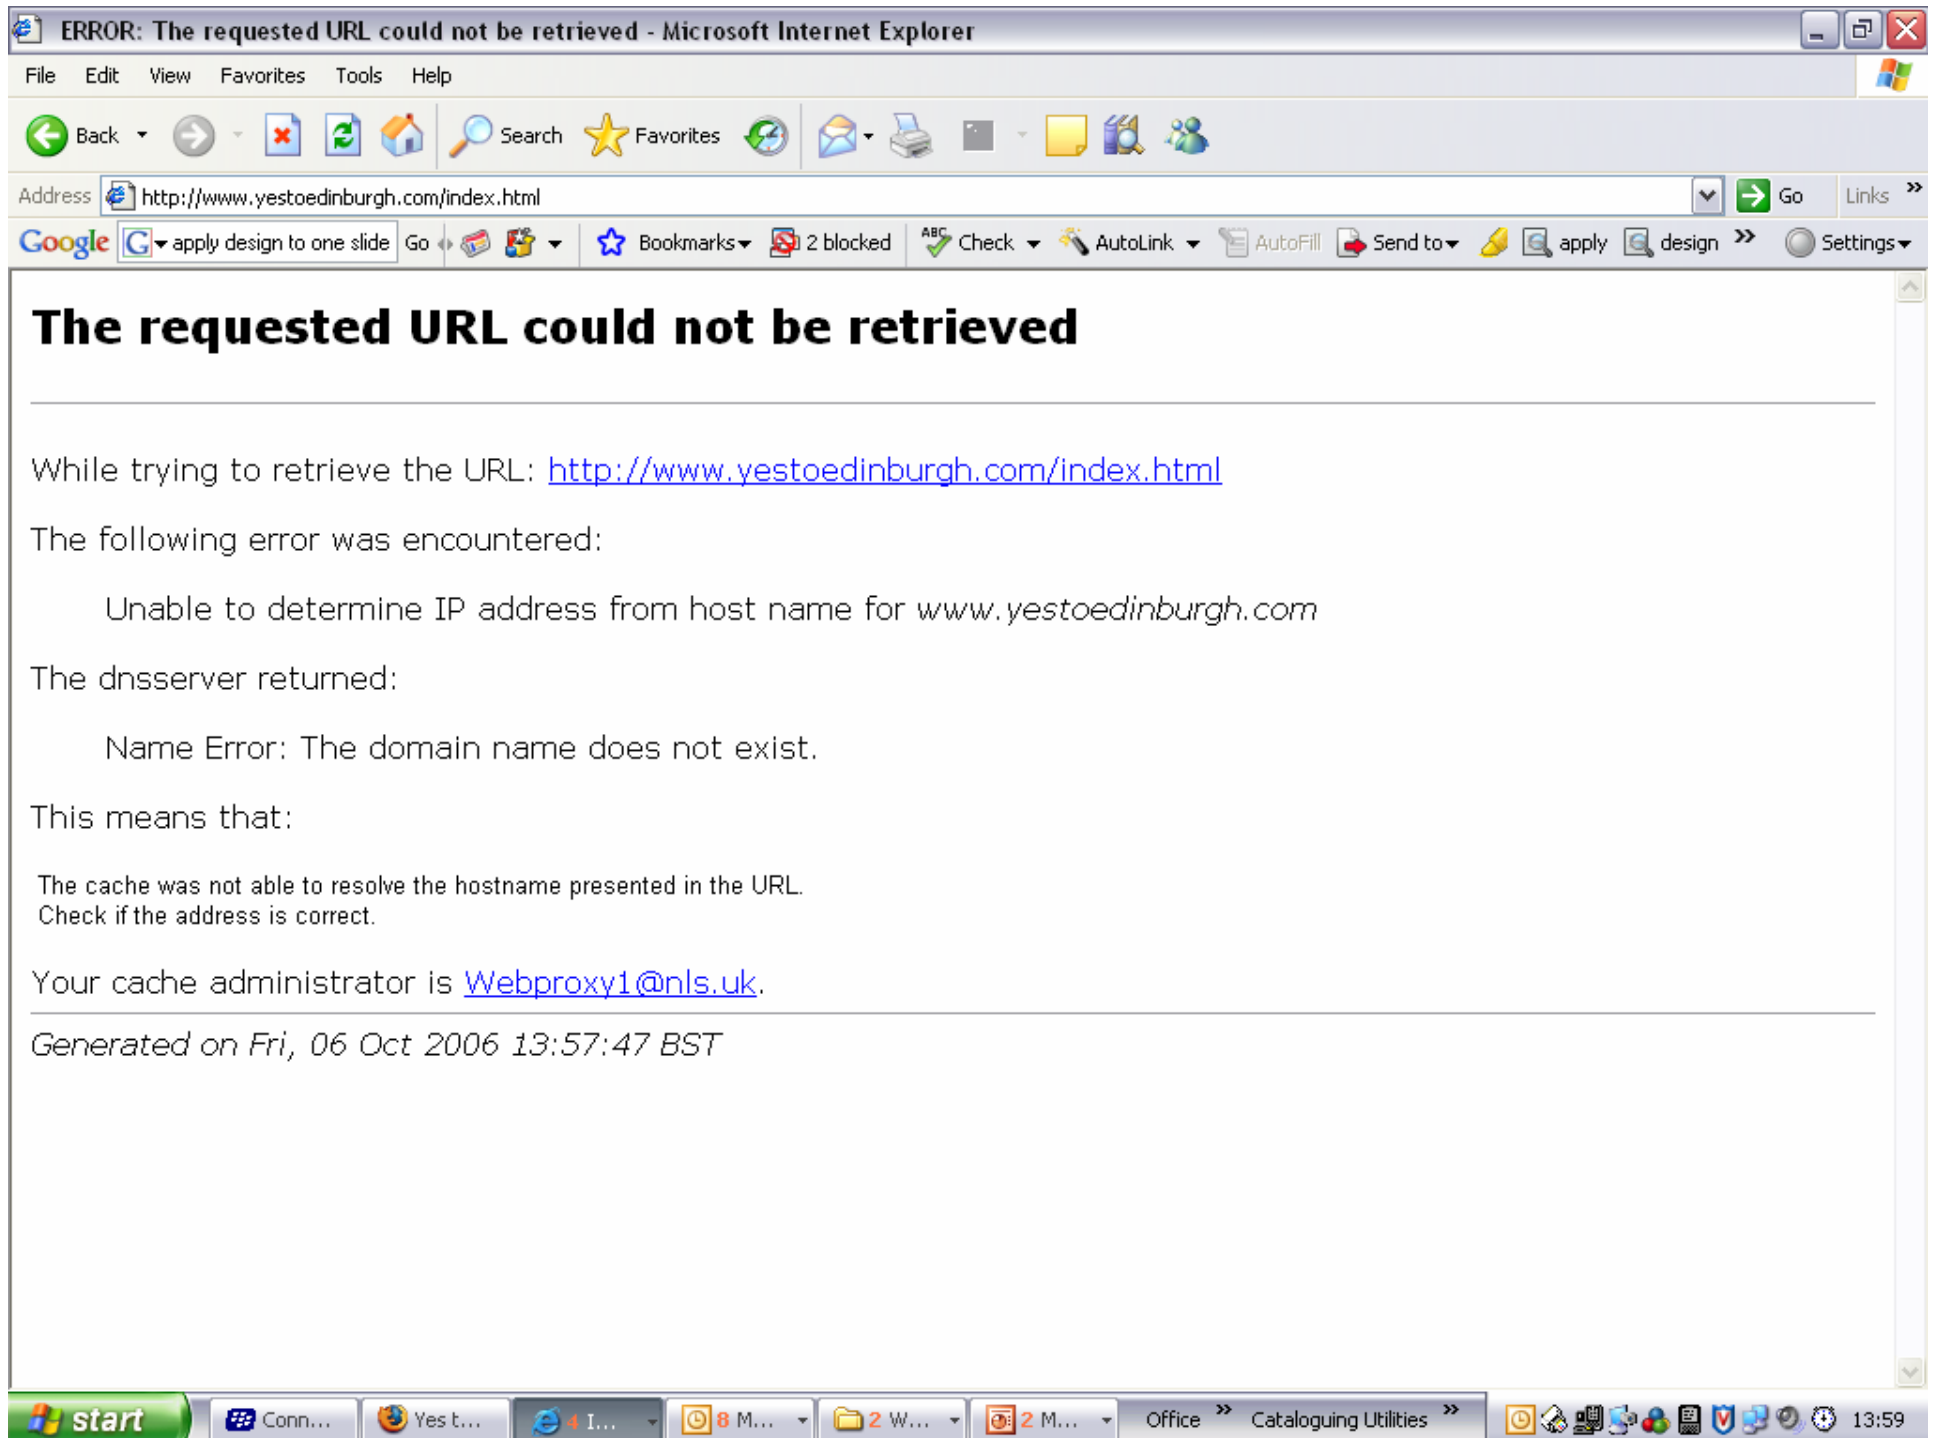 ERROR: The requested URL could not be retrieved - Microsoft Internet Explorer
File Edit View Favorites Tools Help
Back Search Favorites
Address http://www.yestoedinburgh.com/index.html Go Links »
Google G apply design to one slide Go Bookmarks 2 blocked ABC Check AutoLink AutoFill Send to apply design » Settings
The requested URL could not be retrieved
While trying to retrieve the URL: http://www.yestoedinburgh.com/index.html
The following error was encountered:
Unable to determine IP address from host name for www.yestoedinburgh.com
The dnsserver returned:
Name Error: The domain name does not exist.
This means that:
The cache was not able to resolve the hostname presented in the URL.
Check if the address is correct.
Your cache administrator is Webproxy1@nls.uk.
Generated on Fri, 06 Oct 2006 13:57:47 BST
start Conn... Yes t... 4 I... 8 M... 2 W... 2 M... Office » Cataloguing Utilities » 13:59